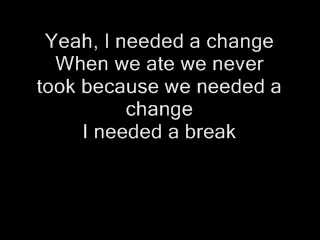 Yeah, I needed a change
When we ate we never
took because we needed a
change
I needed a break